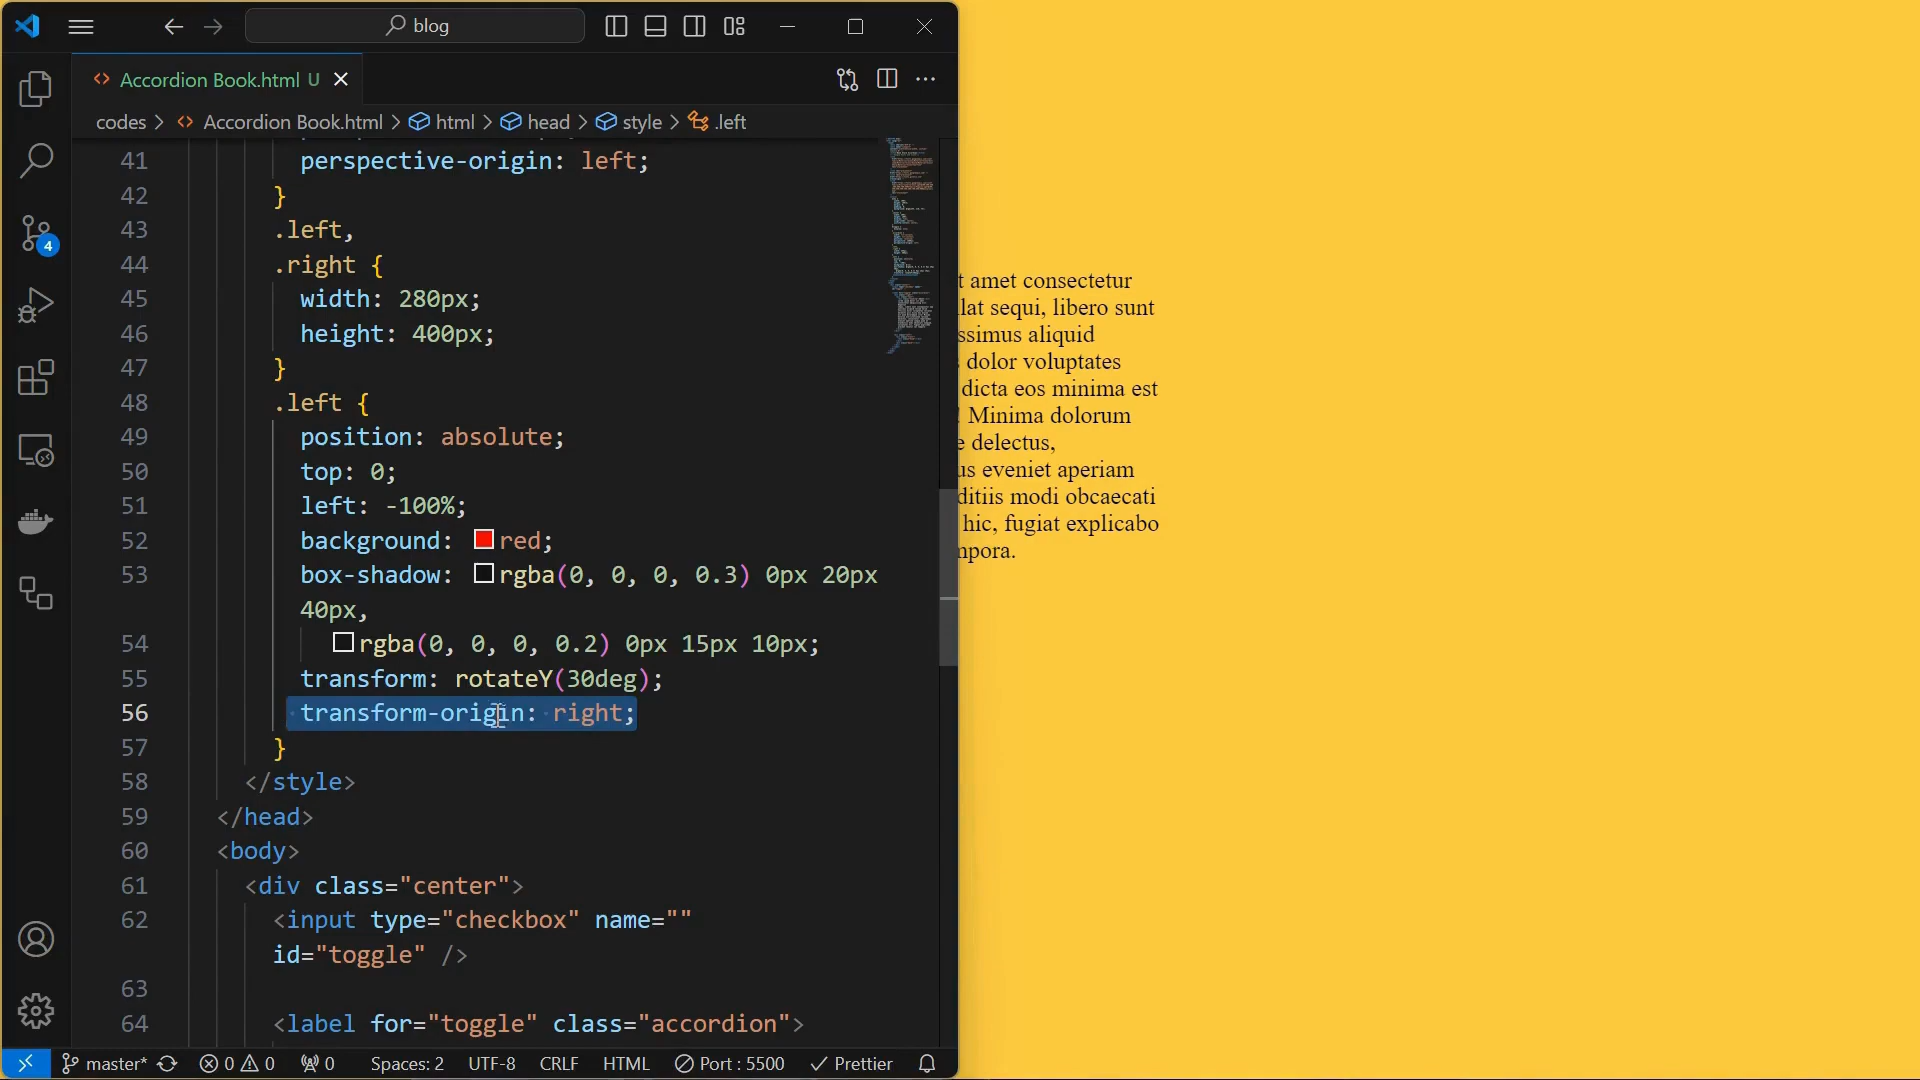 blog
Accordion Book.html U
codes > Accordion Book.html > html > head > style > .left
41 perspective-origin: left;
42 }
43 .left,
44 .right {
45 width: 280px;
46 height: 400px;
47 }
48 .left {
49 position: absolute;
50 top: 0;
51 left: -100%;
52 background: red;
53 box-shadow: rgba(0, 0, 0, 0.3) 0px 20px
40px,
54 rgba(0, 0, 0, 0.2) 0px 15px 10px;
55 transform: rotateY(30deg);
56 transform-origin: right;
57 }
58 </style>
59 </head>
60 <body>
61 <div class="center">
62 <input type="checkbox" name=""
id="toggle" />
63
64 <label for="toggle" class="accordion">
4
master* 0 0 0 Spaces: 2 UTF-8 CRLF HTML Port : 5500 Prettier
t amet consectetur
lat sequi, libero sunt
ssimus aliquid
dolor voluptates
dicta eos minima est
! Minima dolorum
e delectus,
us eveniet aperiam
ditiis modi obcaecati
hic, fugiat explicabo
mpora.